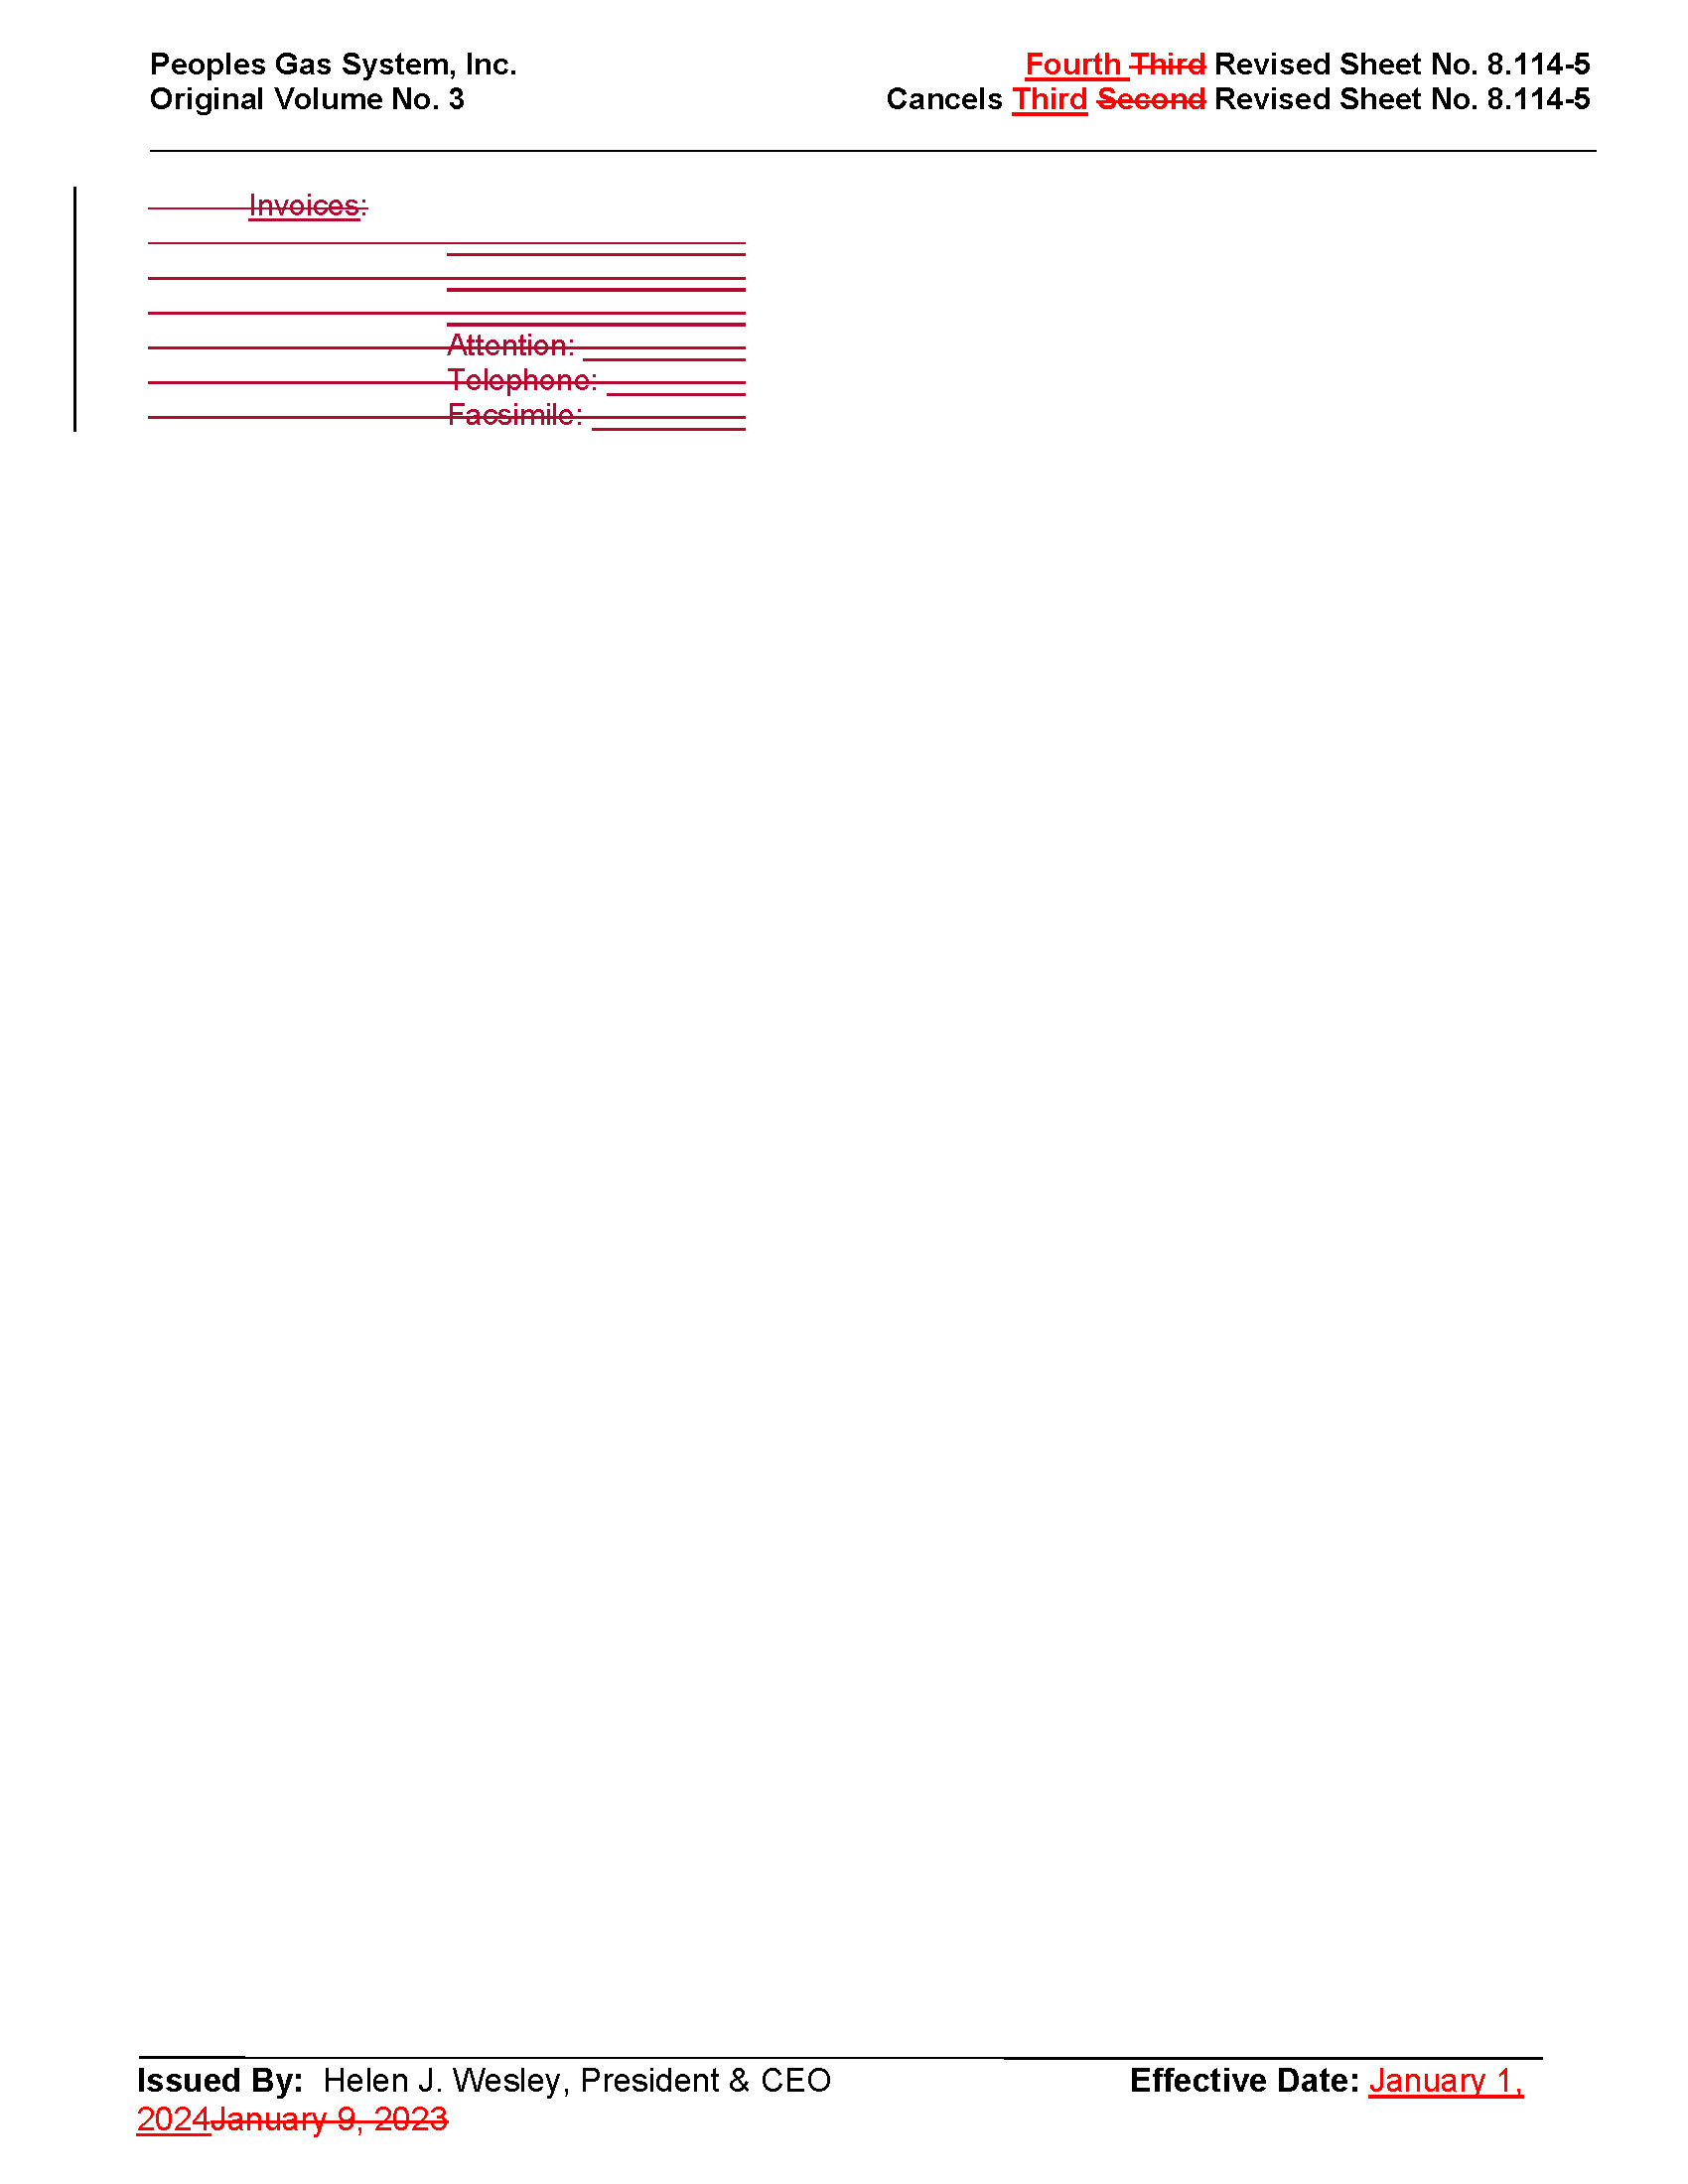 Peoples Gas System, Inc. Fourth Third Revised Sheet No. 8.114-5
Original Volume No. 3 Cancels Third Second Revised Sheet No. 8.114-5
Invoices:
Attention:
Telephone:
Facsimile:
Issued By: Helen J. Wesley, President & CEO Effective Date: January 1,
2024January 9, 2023